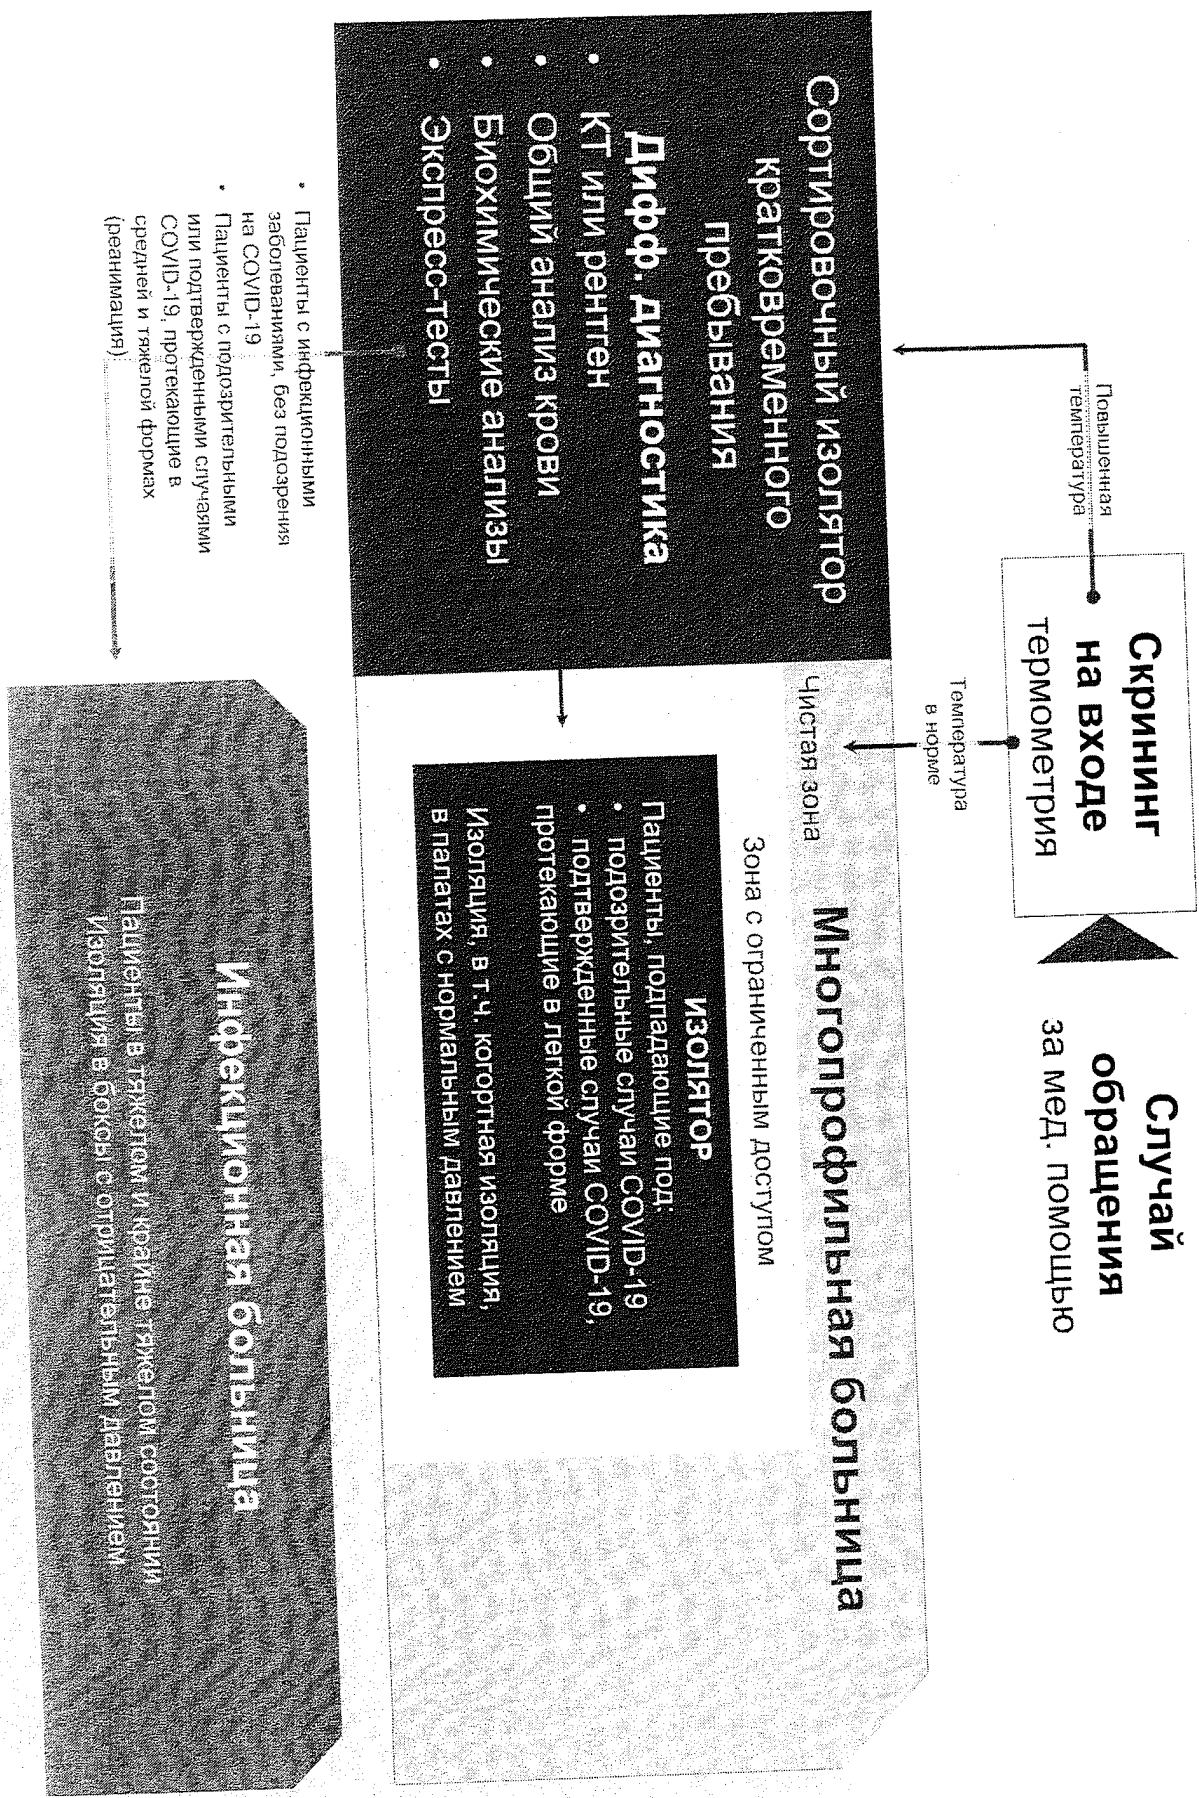 Случай
обращения
за мед. помощью
Скрининг
на входе
термометрия
Повышенная
температура
Температура
в норме
Сортировочный изолятор
кратковременного
пребывания
Дифф. диагностика
• КТ или рентген
• Общий анализ крови
• Биохимические анализы
• Экспресс-тесты
Многопрофильная больница
Чистая зона
Зона с ограниченным доступом
ИЗОЛЯТОР
Пациенты, подпадающие под:
• подозрительные случаи COVID-19
• подтвержденные случаи COVID-19,
протекающие в легкой форме
Изоляция, в т.ч. когортная изоляция,
в палатах с нормальным давлением
• Пациенты с инфекционными
заболеваниями, без подозрения
на COVID-19
• Пациенты с подозрительными
или подтвержденными случаями
COVID-19, протекающие в
средней и тяжелой формах
(реанимация)
Инфекционная больница
Пациенты в тяжелом и крайне тяжелом состоянии
Изоляция в боксы с отрицательным давлением